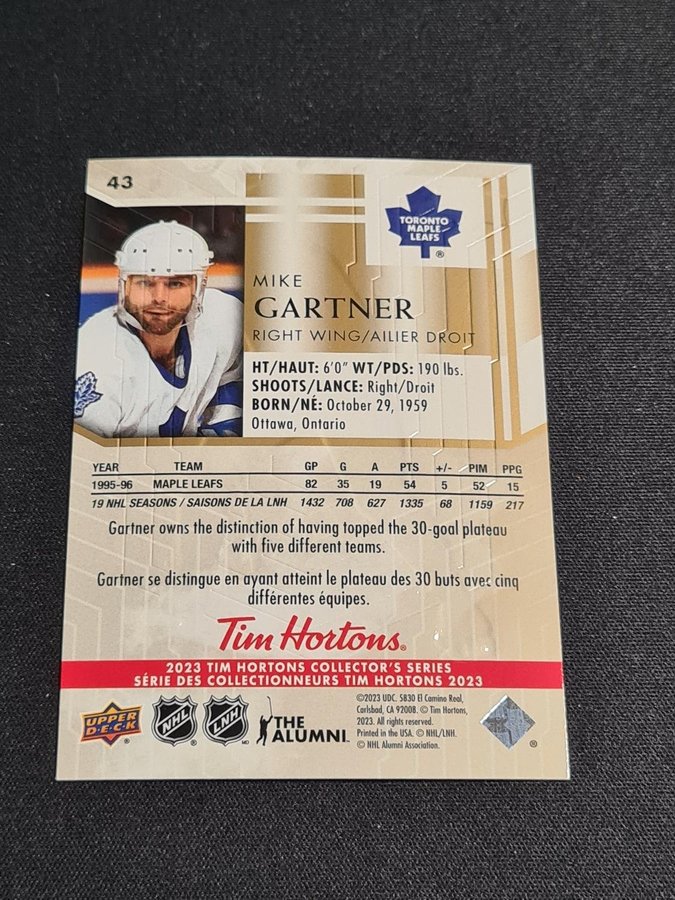 43
TORONTO
MAPLE
LEAFS
®
MIKE
GARTNER
RIGHT WING/AILIER DROIT
HT/HAUT: 6'0" WT/PDS: 190 lbs.
SHOOTS/LANCE: Right/Droit
BORN/NÉ: October 29, 1959
Ottawa, Ontario
YEAR TEAM GP G A PTS +/- PIM PPG
1995-96 MAPLE LEAFS 82 35 19 54 5 52 15
19 NHL SEASONS / SAISONS DE LA LNH 1432 708 627 1335 68 1159 217
Gartner owns the distinction of having topped the 30-goal plateau
with five different teams.
Gartner se distingue en ayant atteint le plateau des 30 buts avec cinq
différentes équipes.
Tim Hortons®
2023 TIM HORTONS COLLECTOR'S SERIES
SÉRIE DES COLLECTIONNEURS TIM HORTONS 2023
UPPER
DECK
®
NHL
®
LNH
MD
THE
ALUMNI™
©2023 UDC. 5830 El Camino Real,
Carlsbad, CA 92008. © Tim Hortons,
2023. All rights reserved.
Printed in the USA. © NHL/LNH.
© NHL Alumni Association.
®